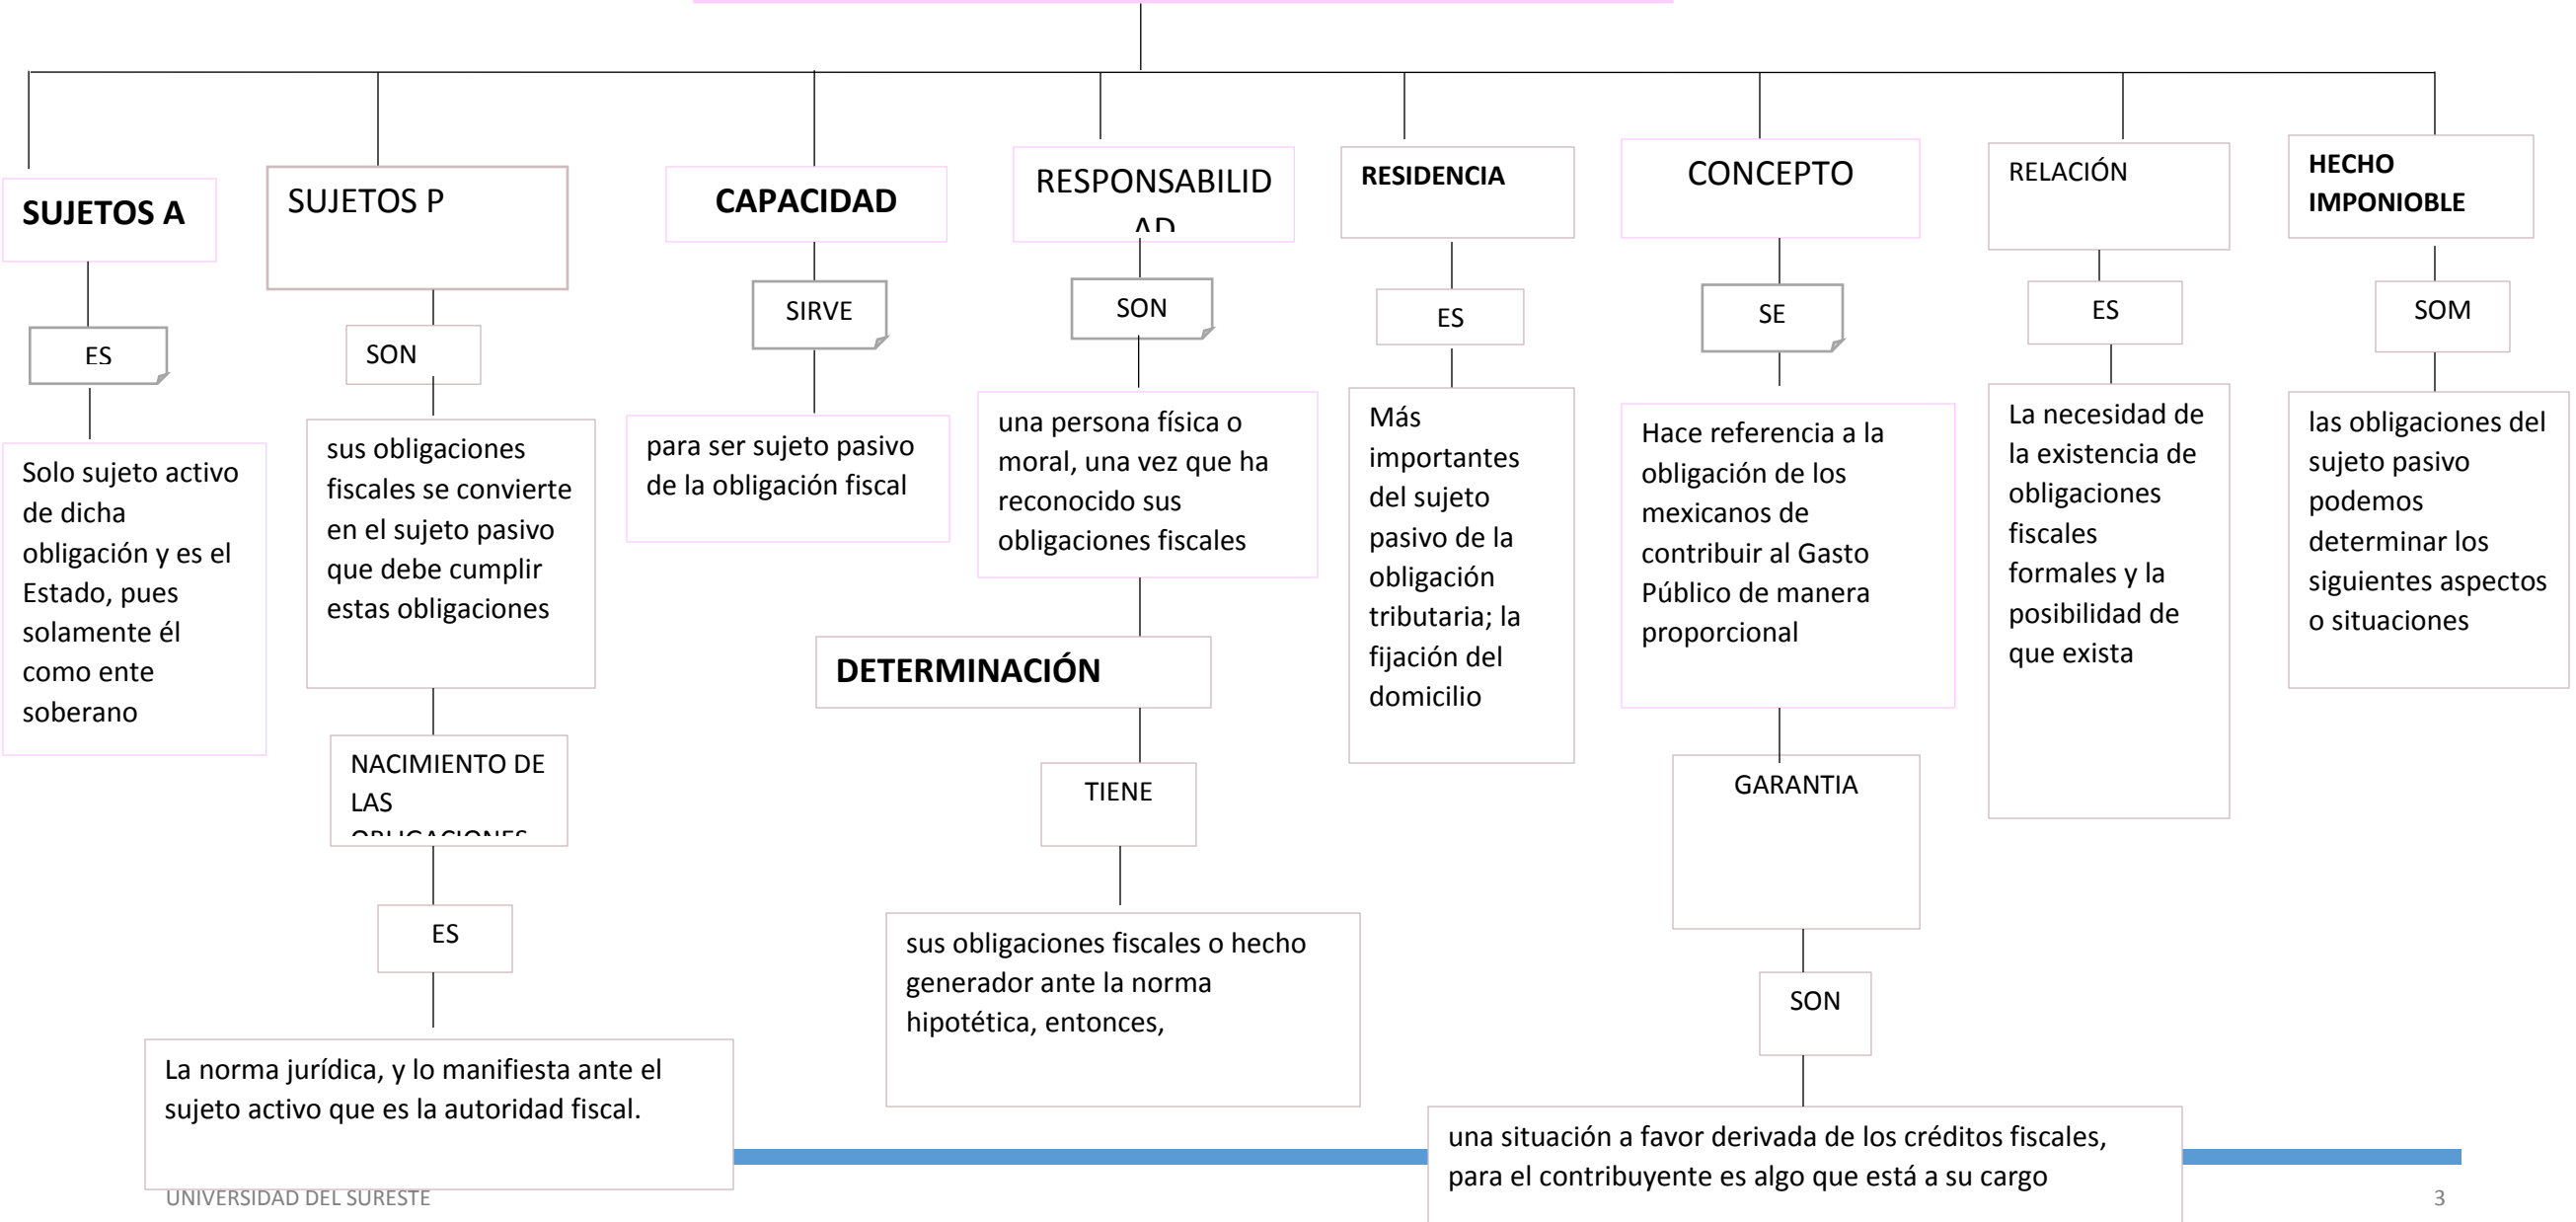 SUJETOS A
ES
Solo sujeto activo
de dicha
obligación y es el
Estado, pues
solamente él
como ente
soberano
SUJETOS P
SON
sus obligaciones
fiscales se convierte
en el sujeto pasivo
que debe cumplir
estas obligaciones
NACIMIENTO DE
LAS
OBLIGACIONES
ES
La norma jurídica, y lo manifiesta ante el
sujeto activo que es la autoridad fiscal.
CAPACIDAD
SIRVE
para ser sujeto pasivo
de la obligación fiscal
RESPONSABILID
AD
SON
una persona física o
moral, una vez que ha
reconocido sus
obligaciones fiscales
DETERMINACIÓN
TIENE
sus obligaciones fiscales o hecho
generador ante la norma
hipotética, entonces,
RESIDENCIA
ES
Más
importantes
del sujeto
pasivo de la
obligación
tributaria; la
fijación del
domicilio
CONCEPTO
SE
Hace referencia a la
obligación de los
mexicanos de
contribuir al Gasto
Público de manera
proporcional
GARANTIA
SON
una situación a favor derivada de los créditos fiscales,
para el contribuyente es algo que está a su cargo
RELACIÓN
ES
La necesidad de
la existencia de
obligaciones
fiscales
formales y la
posibilidad de
que exista
HECHO
IMPONIOBLE
SOM
las obligaciones del
sujeto pasivo
podemos
determinar los
siguientes aspectos
o situaciones
UNIVERSIDAD DEL SURESTE
3